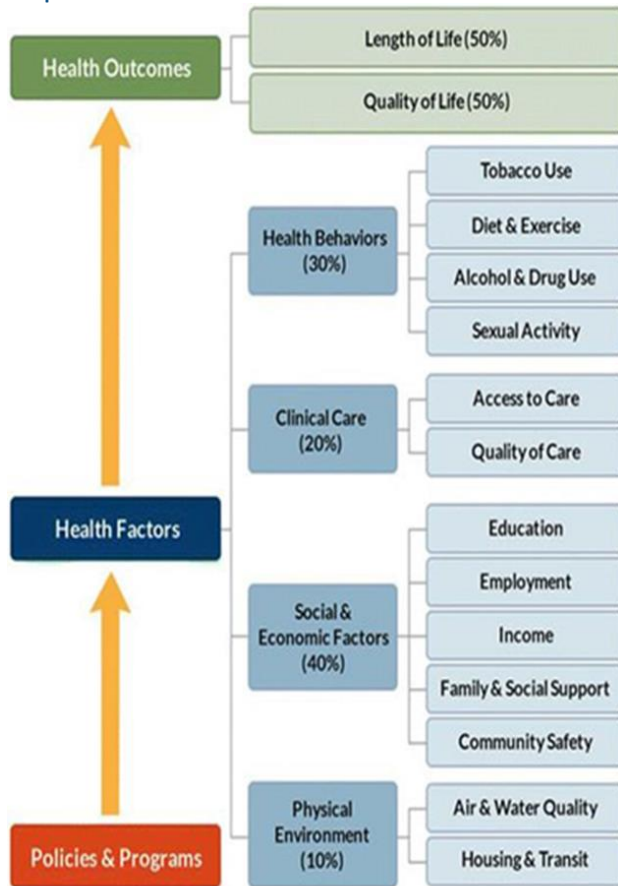 Health Outcomes
Length of Life (50%)
Quality of Life (50%)
Health Factors
Health Behaviors
(30%)
Tobacco Use
Diet & Exercise
Alcohol & Drug Use
Sexual Activity
Clinical Care
(20%)
Access to Care
Quality of Care
Social &
Economic Factors
(40%)
Education
Employment
Income
Family & Social Support
Community Safety
Physical
Environment
(10%)
Air & Water Quality
Housing & Transit
Policies & Programs